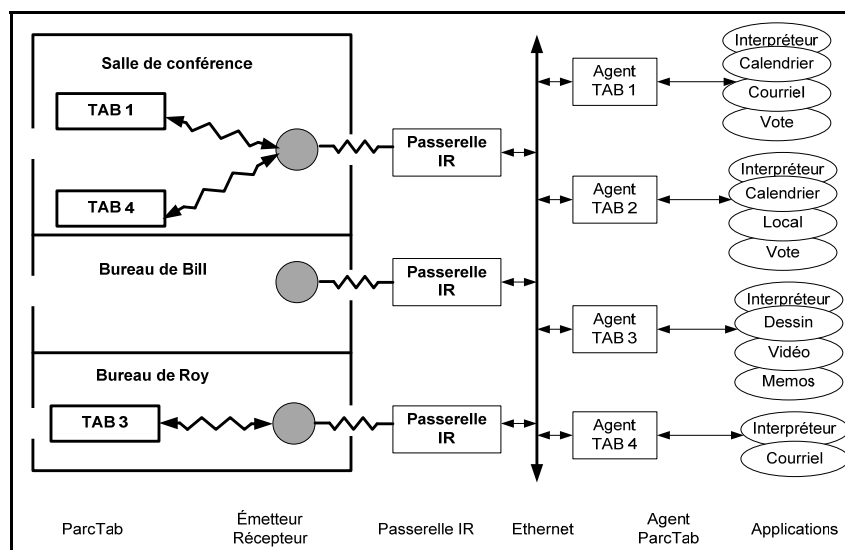 Salle de conférence
TAB 1
TAB 4
Passerelle
IR
Bureau de Bill
Passerelle
IR
Bureau de Roy
TAB 3
Passerelle
IR
Agent
TAB 1
Interpréteur
Calendrier
Courriel
Vote
Agent
TAB 2
Interpréteur
Calendrier
Local
Vote
Agent
TAB 3
Interpréteur
Dessin
Vidéo
Memos
Agent
TAB 4
Interpréteur
Courriel
ParcTab
Émetteur
Récepteur
Passerelle IR
Ethernet
Agent
ParcTab
Applications